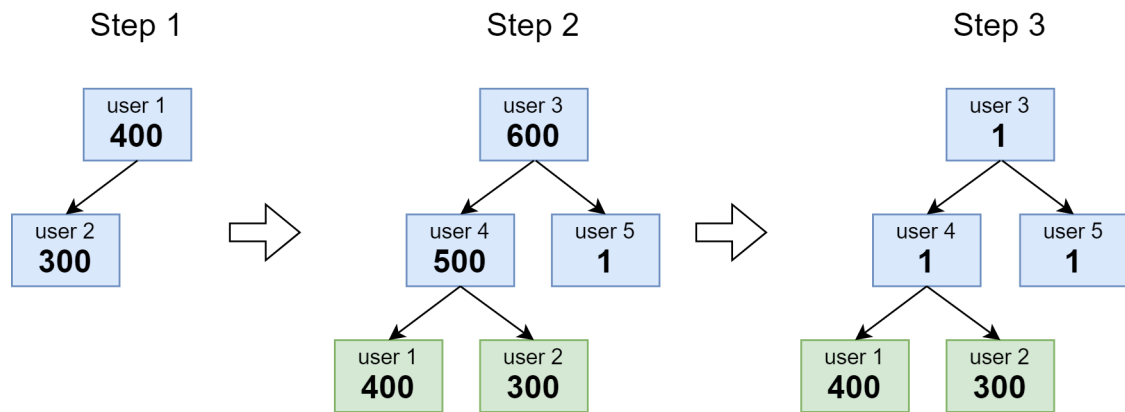 Step 1
Step 2
Step 3
user 1
400
user 2
300
user 3
600
user 4
500
user 5
1
user 1
400
user 2
300
user 3
1
user 4
1
user 5
1
user 1
400
user 2
300